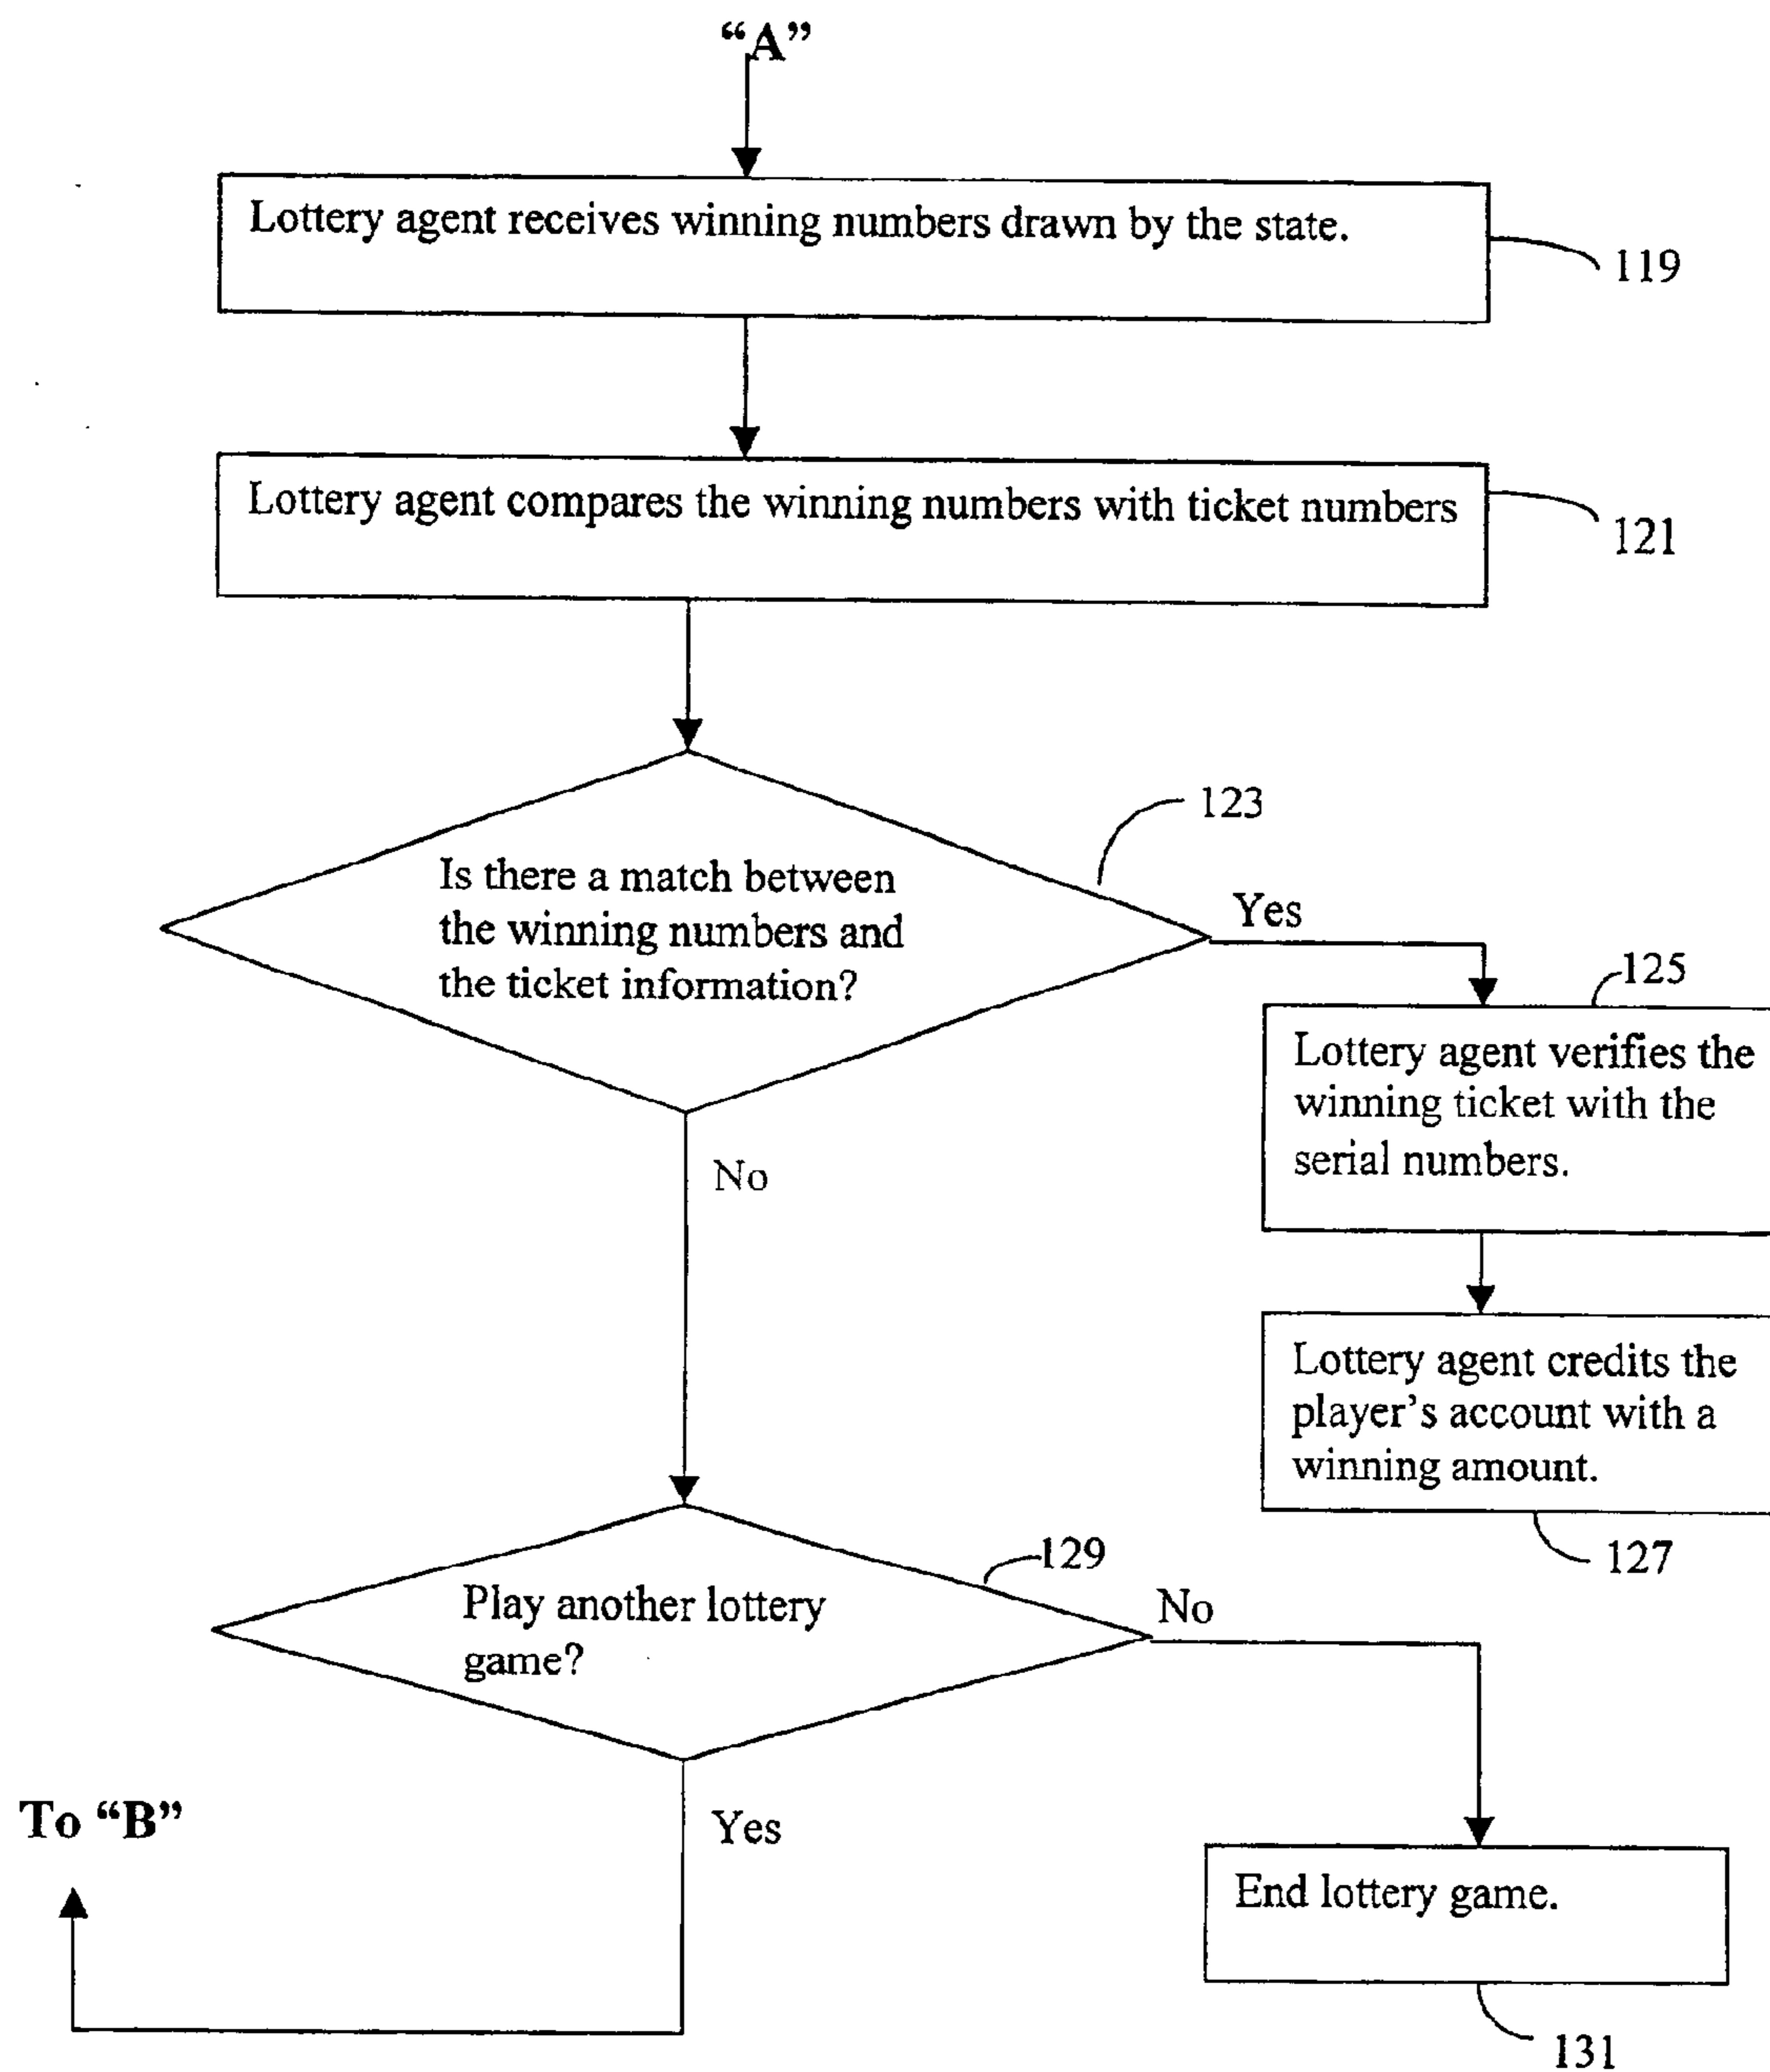 “A”
Lottery agent receives winning numbers drawn by the state.
119
Lottery agent compares the winning numbers with ticket numbers
121
123
Is there a match between
the winning numbers and
the ticket information?
Yes
125
Lottery agent verifies the
winning ticket with the
serial numbers.
No
Lottery agent credits the
player’s account with a
winning amount.
127
129
Play another lottery
game?
No
To “B”
Yes
End lottery game.
131